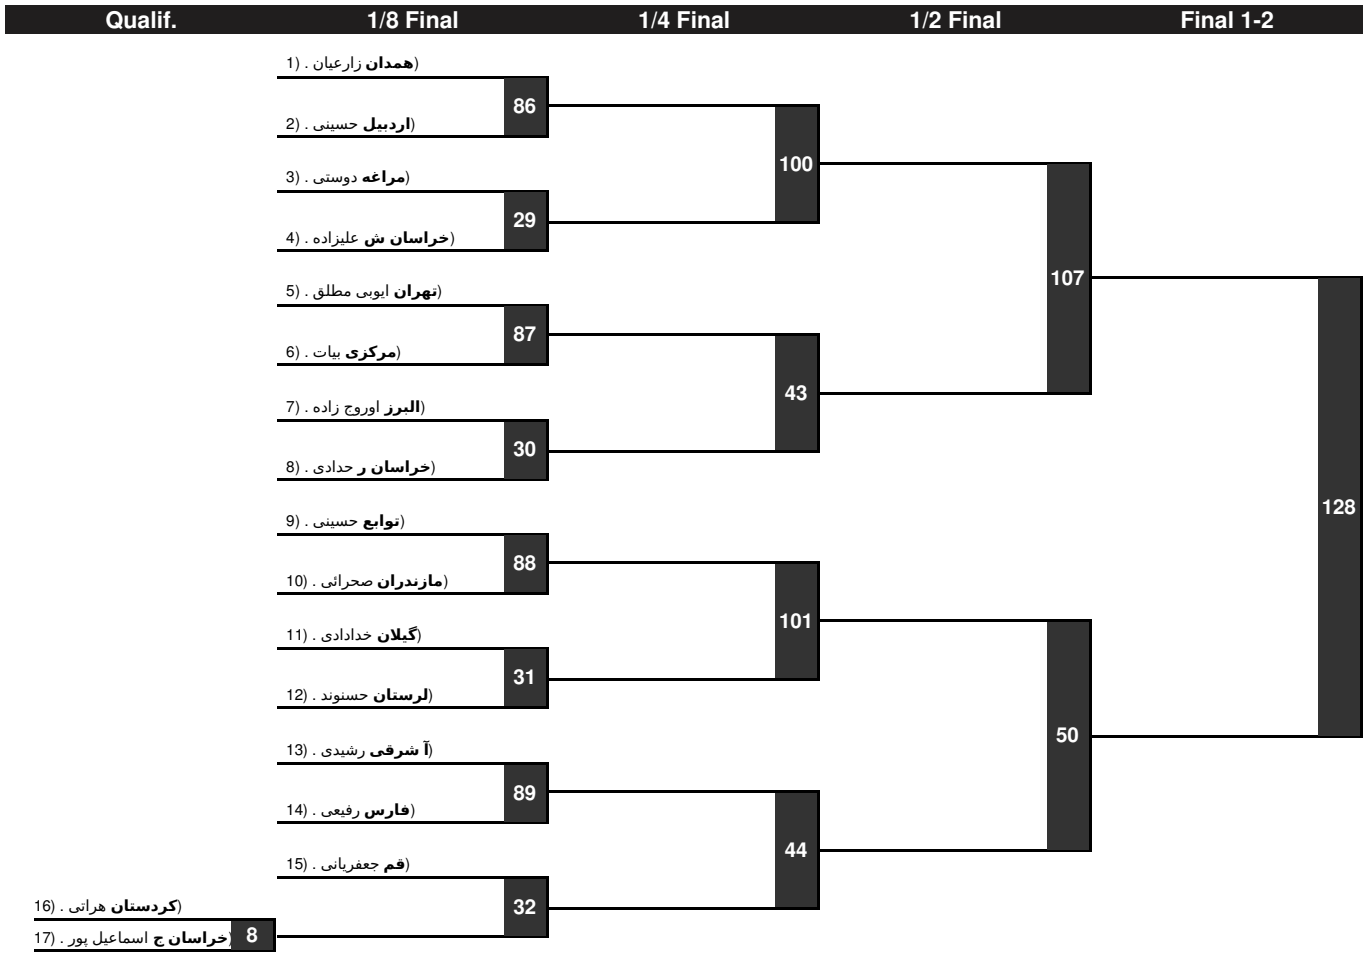 Qualif. 1/8 Final 1/4 Final 1/2 Final Final 1-2
1) . زارعیان همدان)
86
2) . حسینی اردبیل)
100
3) . دوستی مراغه)
29
4) . علیزاده خراسان ش)
107
5) . ایوبی مطلق تهران)
87
6) . بیات مرکزی)
43
7) . اوروج زاده البرز)
30
8) . حدادی خراسان ر)
128
9) . حسینی توابع)
88
10) . صحرائی مازندران)
101
11) . خدادادی گیلان)
31
12) . حسنوند لرستان)
50
13) . رشیدی آ شرقی)
89
14) . رفیعی فارس)
44
15) . جعفریانی قم)
32
16) . هراتی کردستان)
8
17) . اسماعیل پور خراسان ج)